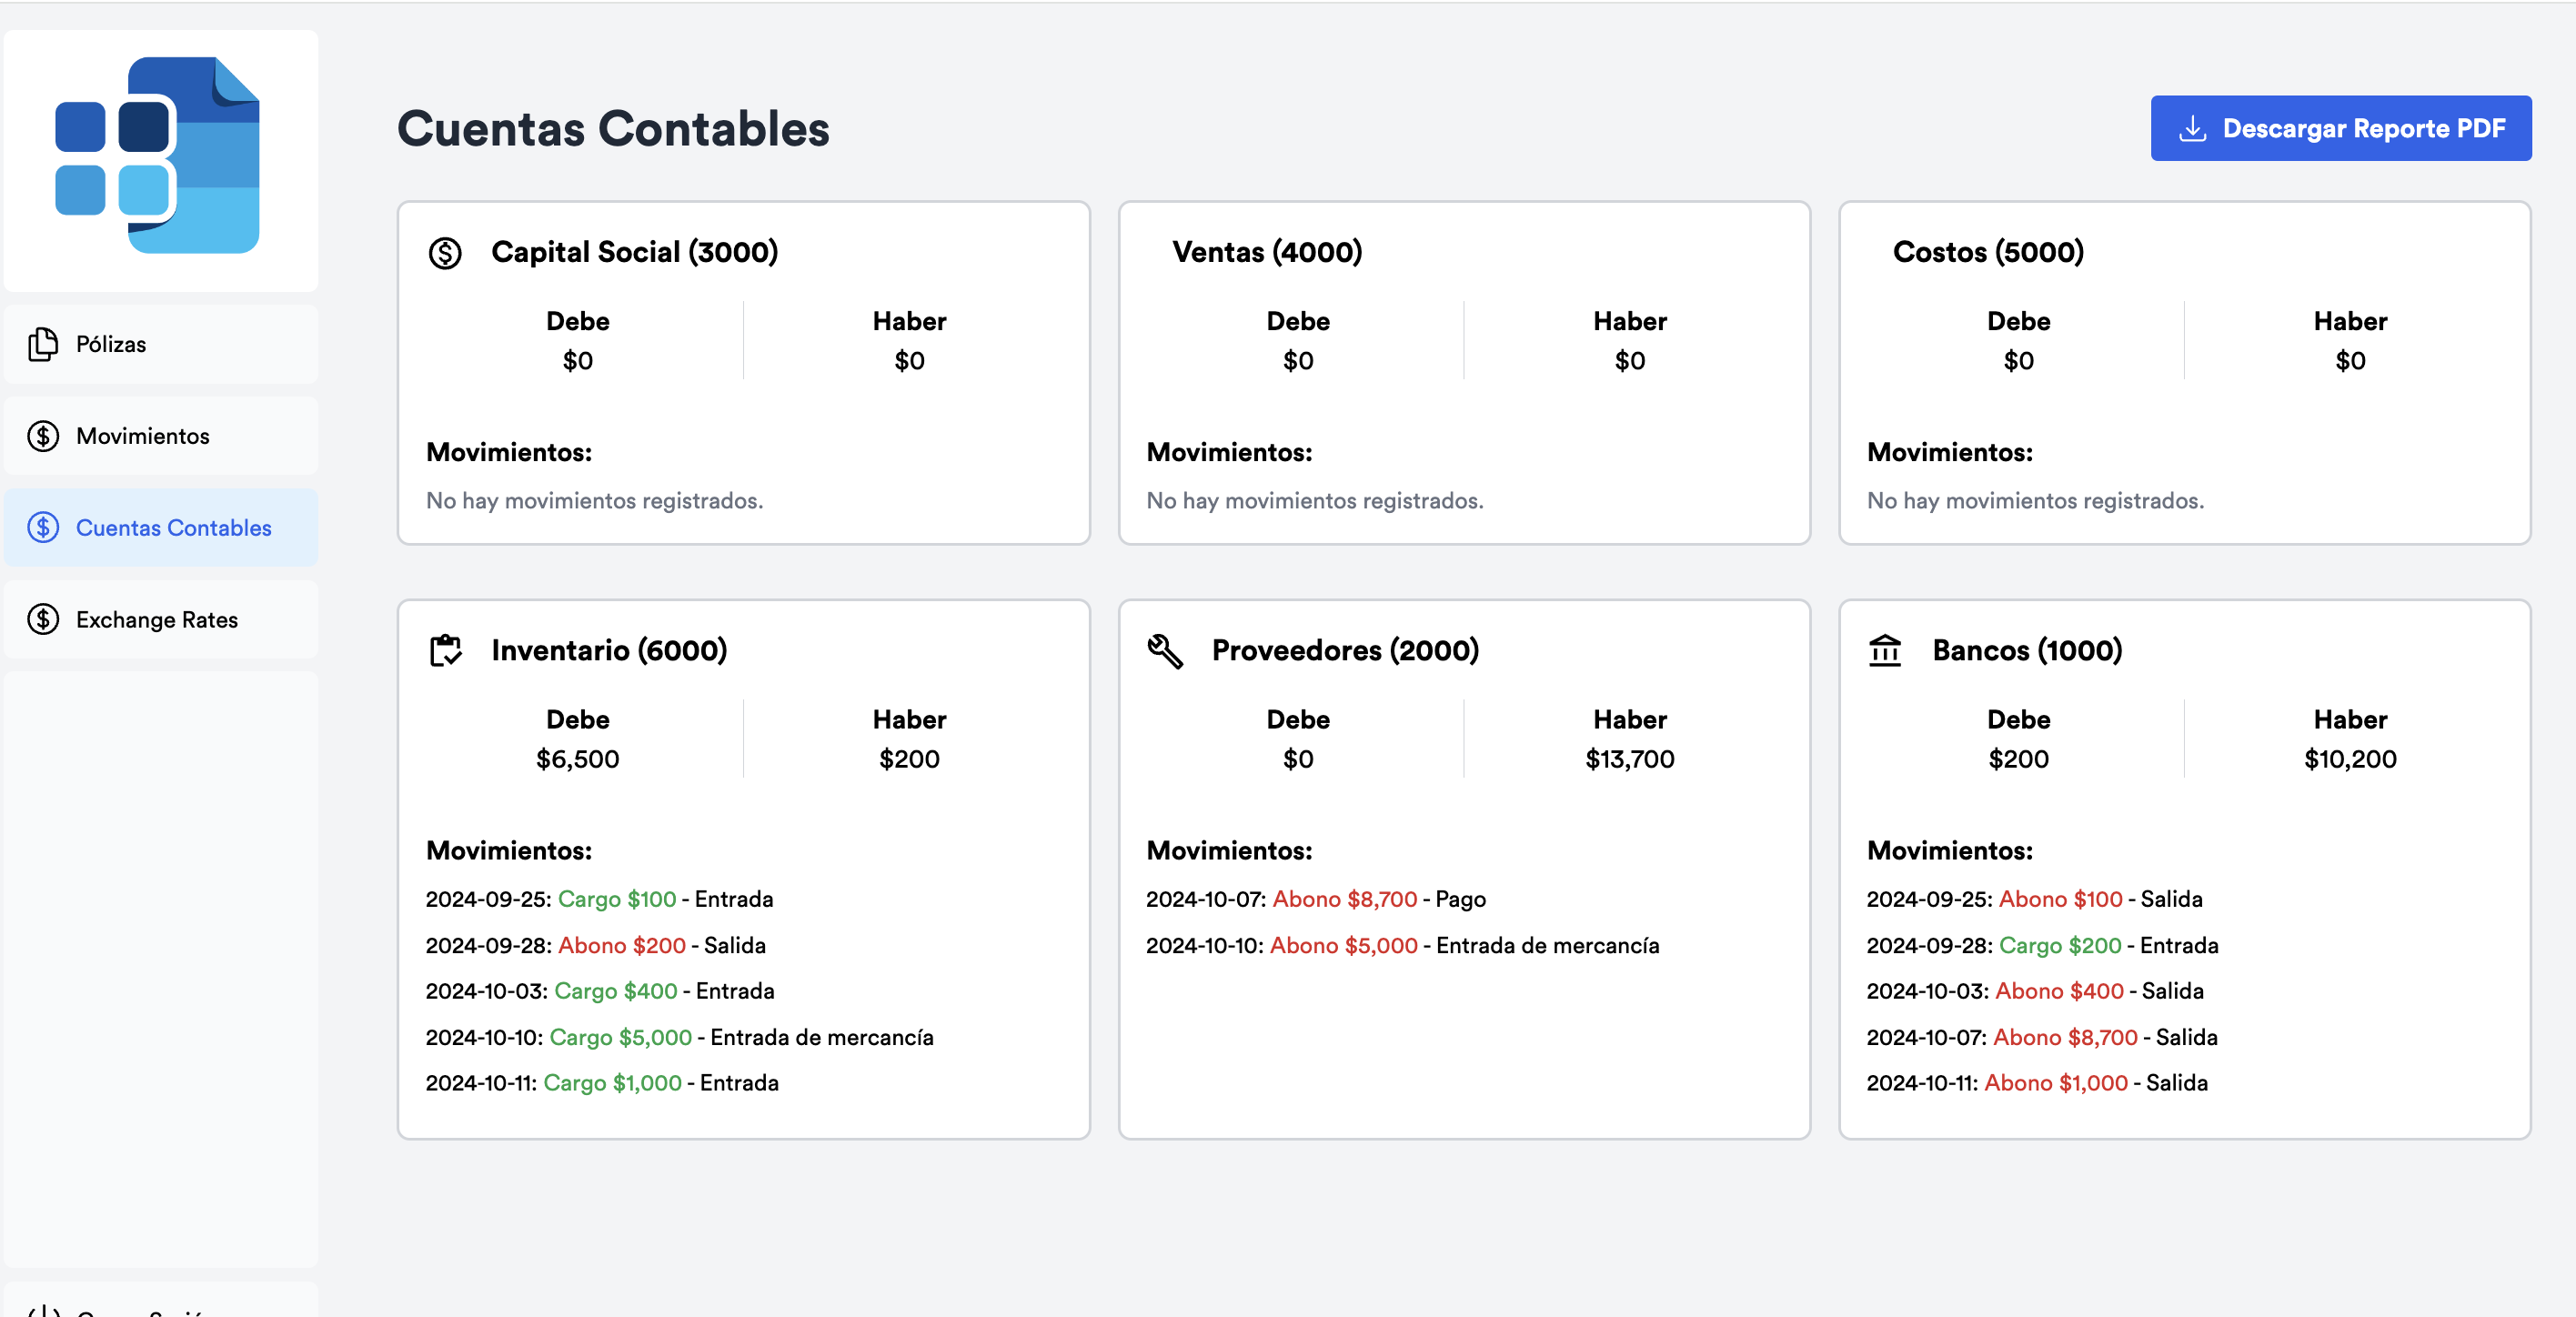 Cuentas Contables
Descargar Reporte PDF
Pólizas
Movimientos
Cuentas Contables
Exchange Rates
Capital Social (3000)
Debe
Haber
$0
$0
Movimientos:
No hay movimientos registrados.
Ventas (4000)
Debe
Haber
$0
$0
Movimientos:
No hay movimientos registrados.
Costos (5000)
Debe
Haber
$0
$0
Movimientos:
No hay movimientos registrados.
Inventario (6000)
Debe
Haber
$6,500
$200
Movimientos:
2024-09-25: Cargo $100 - Entrada
2024-09-28: Abono $200 - Salida
2024-10-03: Cargo $400 - Entrada
2024-10-10: Cargo $5,000 - Entrada de mercancía
2024-10-11: Cargo $1,000 - Entrada
Proveedores (2000)
Debe
Haber
$0
$13,700
Movimientos:
2024-10-07: Abono $8,700 - Pago
2024-10-10: Abono $5,000 - Entrada de mercancía
Bancos (1000)
Debe
Haber
$200
$10,200
Movimientos:
2024-09-25: Abono $100 - Salida
2024-09-28: Cargo $200 - Entrada
2024-10-03: Abono $400 - Salida
2024-10-07: Abono $8,700 - Salida
2024-10-11: Abono $1,000 - Salida